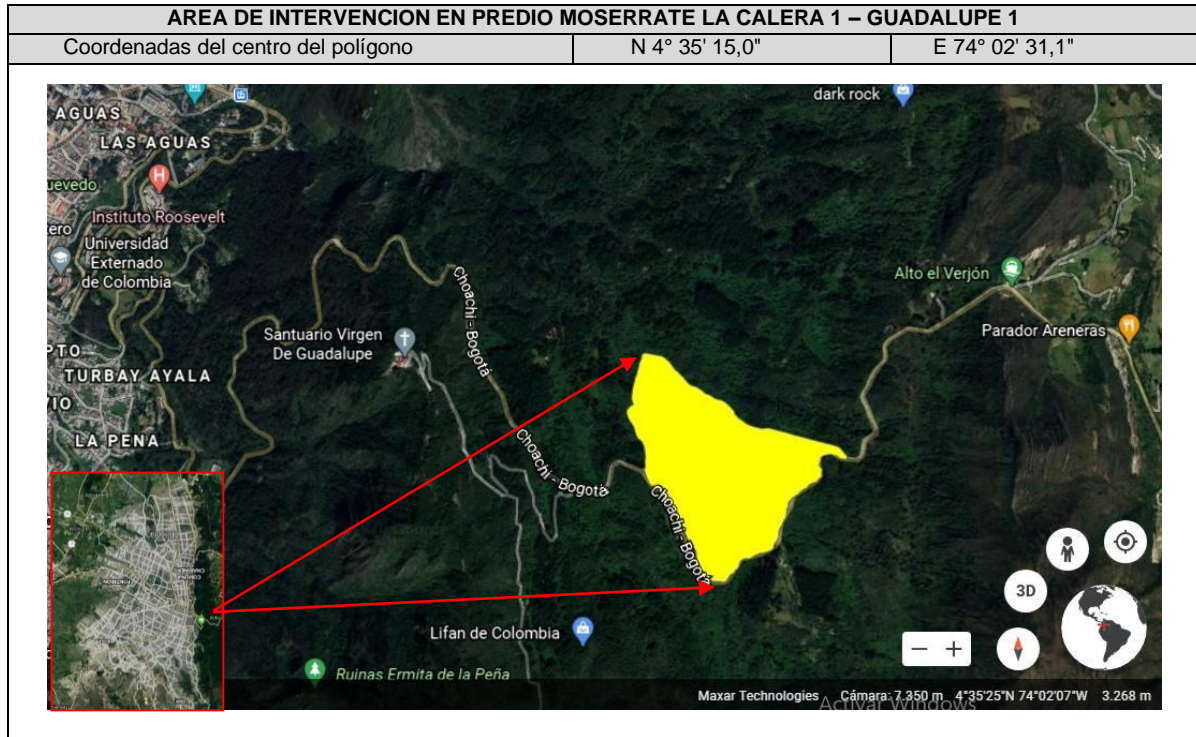 AREA DE INTERVENCION EN PREDIO MOSERRATE LA CALERA 1 – GUADALUPE 1
Coordenadas del centro del polígono N 4° 35' 15,0" E 74° 02' 31,1"
dark rock
AGUAS
LAS AGUAS
uevedo
H
Instituto Roosevelt
ero
Universidad
Externado
de Colombia
Choachi - Bogotá
Alto el Verjón
Santuario Virgen
De Guadalupe
Parador Areneras
PTO
TURBAY AYALA
IO
LA PENA
Choachi - Bogotá
Choachi - Bogotá
3D
Lifan de Colombia
Ruinas Ermita de la Peña
Maxar Technologies Cámara: 7.350 m 4°35'25"N 74°02'07"W 3.268 m
Activar Windows